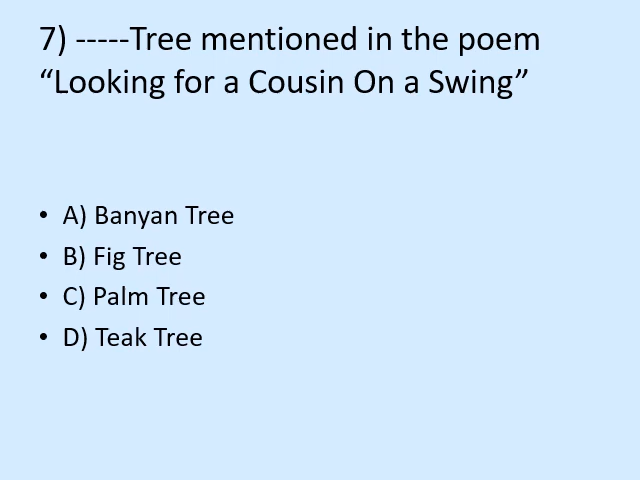 7) -----Tree mentioned in the poem
“Looking for a Cousin On a Swing”
• A) Banyan Tree
• B) Fig Tree
• C) Palm Tree
• D) Teak Tree